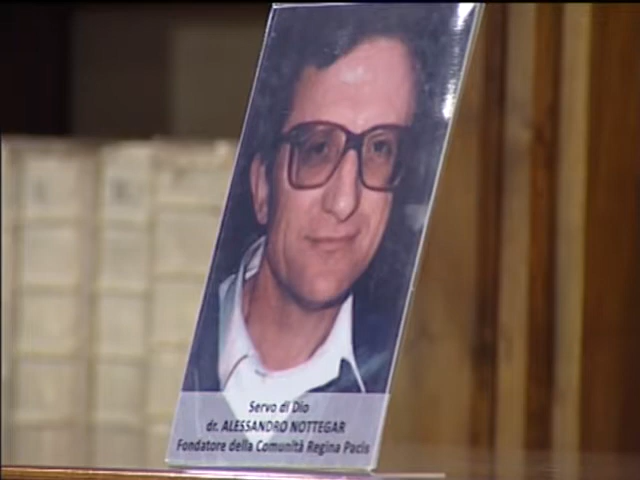 Servo di Dio
dr. ALESSANDRO NOTTEGAR
Fondatore della Comunità Regina Pacis